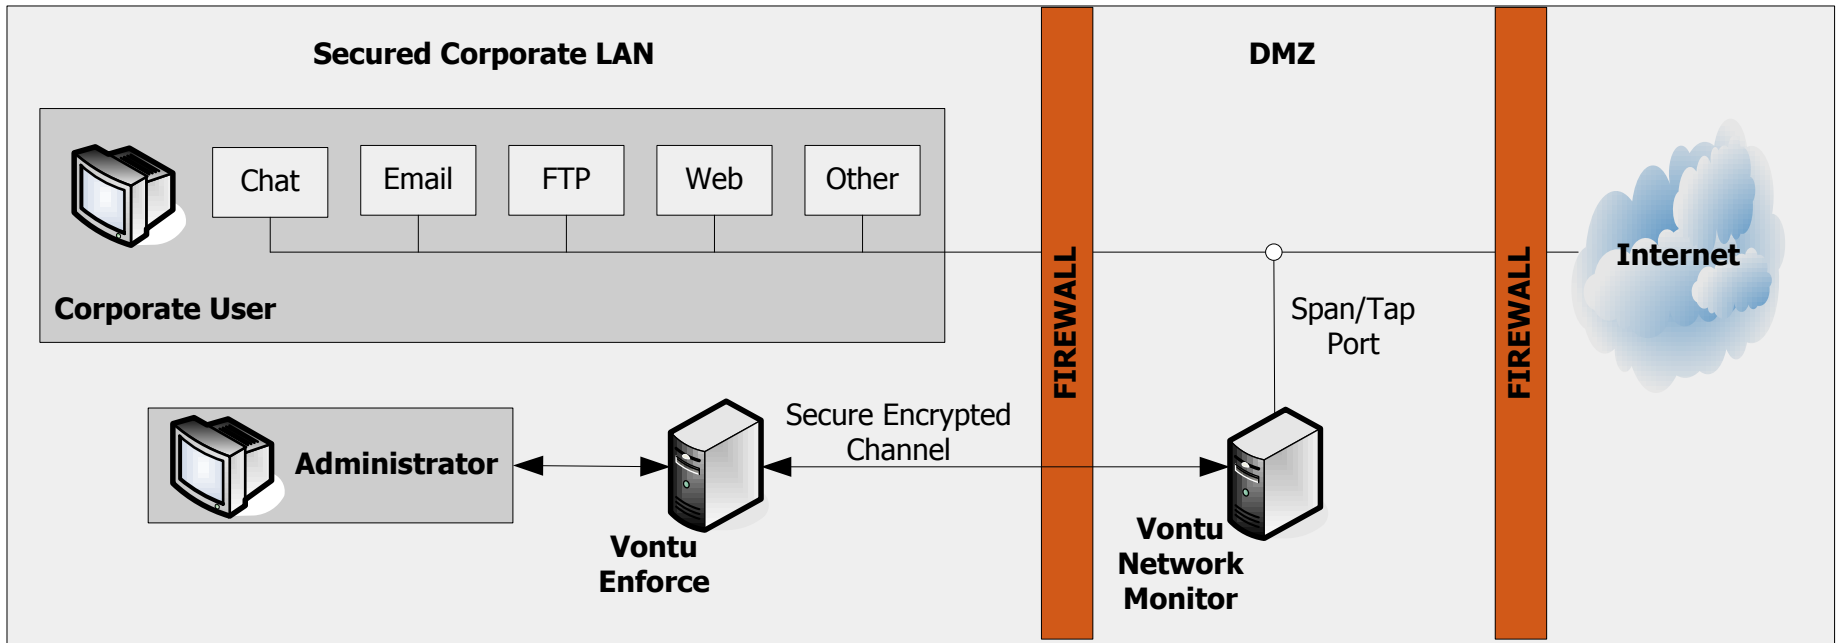 Secured Corporate LAN
DMZ
Chat
Email
FTP
Web
Other
Corporate User
FIREWALL
Span/Tap
Port
FIREWALL
Internet
Administrator
Secure Encrypted
Channel
Vontu
Enforce
Vontu
Network
Monitor